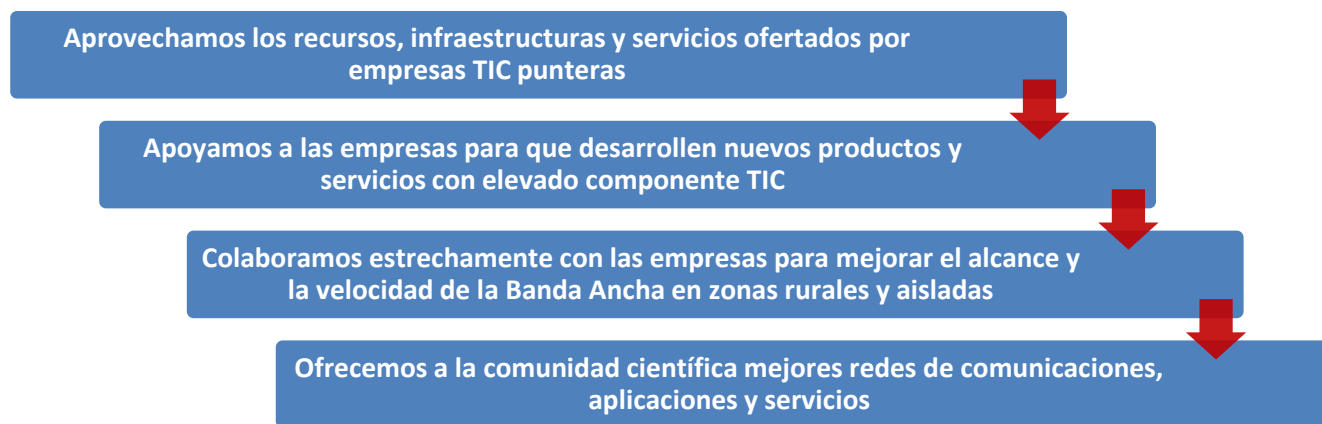 Aprovechamos los recursos, infraestructuras y servicios ofertados por
empresas TIC punteras
Apoyamos a las empresas para que desarrollen nuevos productos y
servicios con elevado componente TIC
Colaboramos estrechamente con las empresas para mejorar el alcance y
la velocidad de la Banda Ancha en zonas rurales y aisladas
Ofrecemos a la comunidad científica mejores redes de comunicaciones,
aplicaciones y servicios